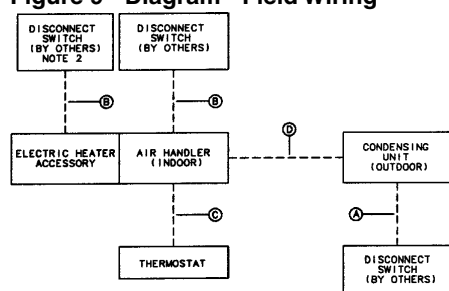 Figure 3 - Diagram - Field Wiring
DISCONNECT
SWITCH
(BY OTHERS)
NOTE 2
DISCONNECT
SWITCH
(BY OTHERS)
B
B
ELECTRIC HEATER
ACCESSORY
AIR HANDLER
(INDOOR)
D
CONDENSING
UNIT
(OUTDOOR)
C
A
THERMOSTAT
DISCONNECT
SWITCH
(BY OTHERS)